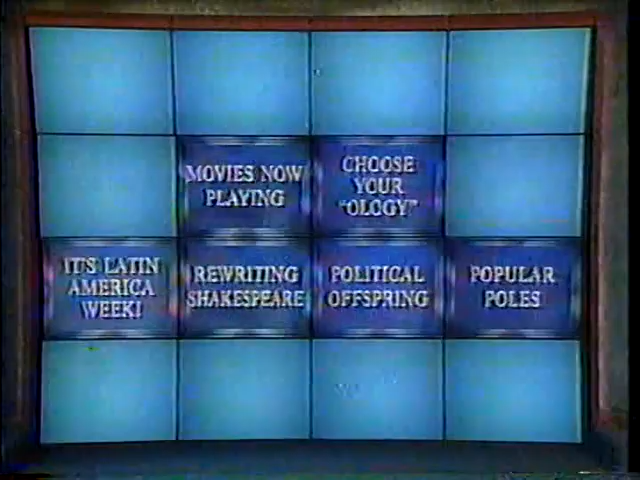 MOVIES NOW
PLAYING
CHOOSE
YOUR
"OLOGY"
IT'S LATIN
AMERICA
WEEK!
REWRITING
SHAKESPEARE
POLITICAL
OFFSPRING
POPULAR
POLES